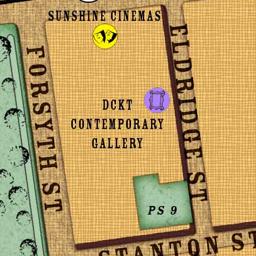 SUNSHINE CINEMAS
FORSYTH ST
ELDRIDGE ST
DCKT
CONTEMPORARY
GALLERY
PS 9
STANTON ST